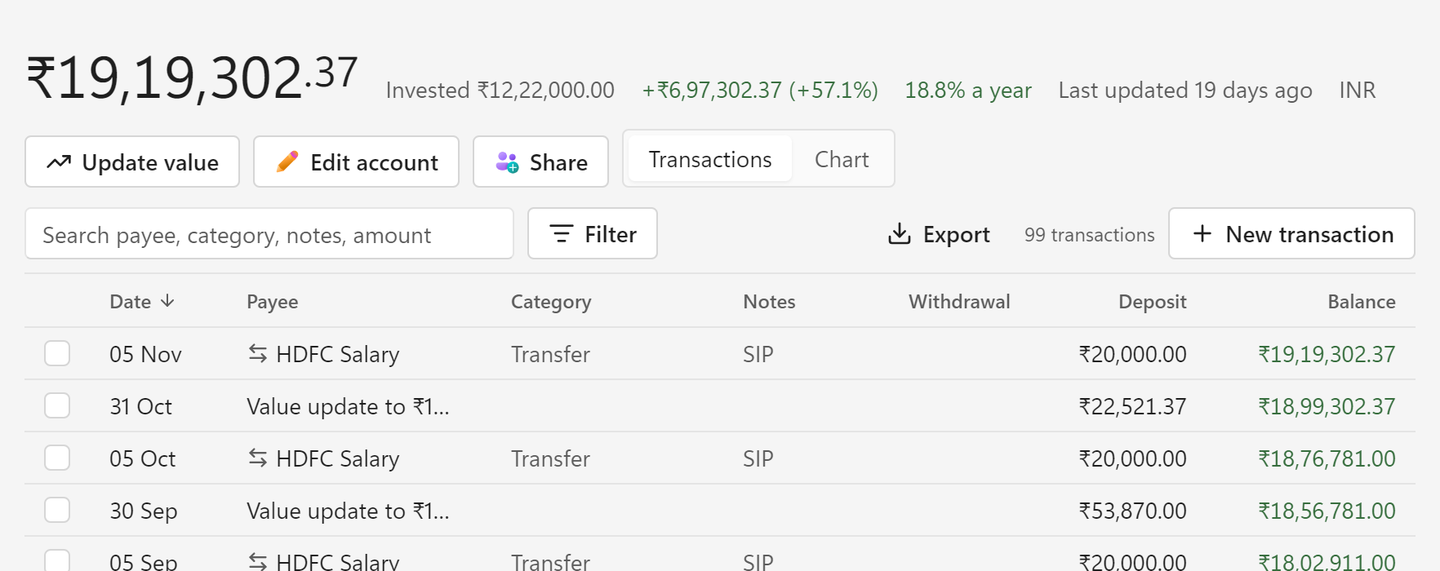 ₹19,19,302.37 Invested ₹12,22,000.00 +₹6,97,302.37 (+57.1%) 18.8% a year Last updated 19 days ago INR
Update value Edit account Share Transactions Chart
Search payee, category, notes, amount Filter Export 99 transactions + New transaction
Date ↓ Payee Category Notes Withdrawal Deposit Balance
05 Nov HDFC Salary Transfer SIP ₹20,000.00 ₹19,19,302.37
31 Oct Value update to ₹1... ₹22,521.37 ₹18,99,302.37
05 Oct HDFC Salary Transfer SIP ₹20,000.00 ₹18,76,781.00
30 Sep Value update to ₹1... ₹53,870.00 ₹18,56,781.00
05 Sep HDFC Salary Transfer SIP ₹20,000.00 ₹18,02,911.00